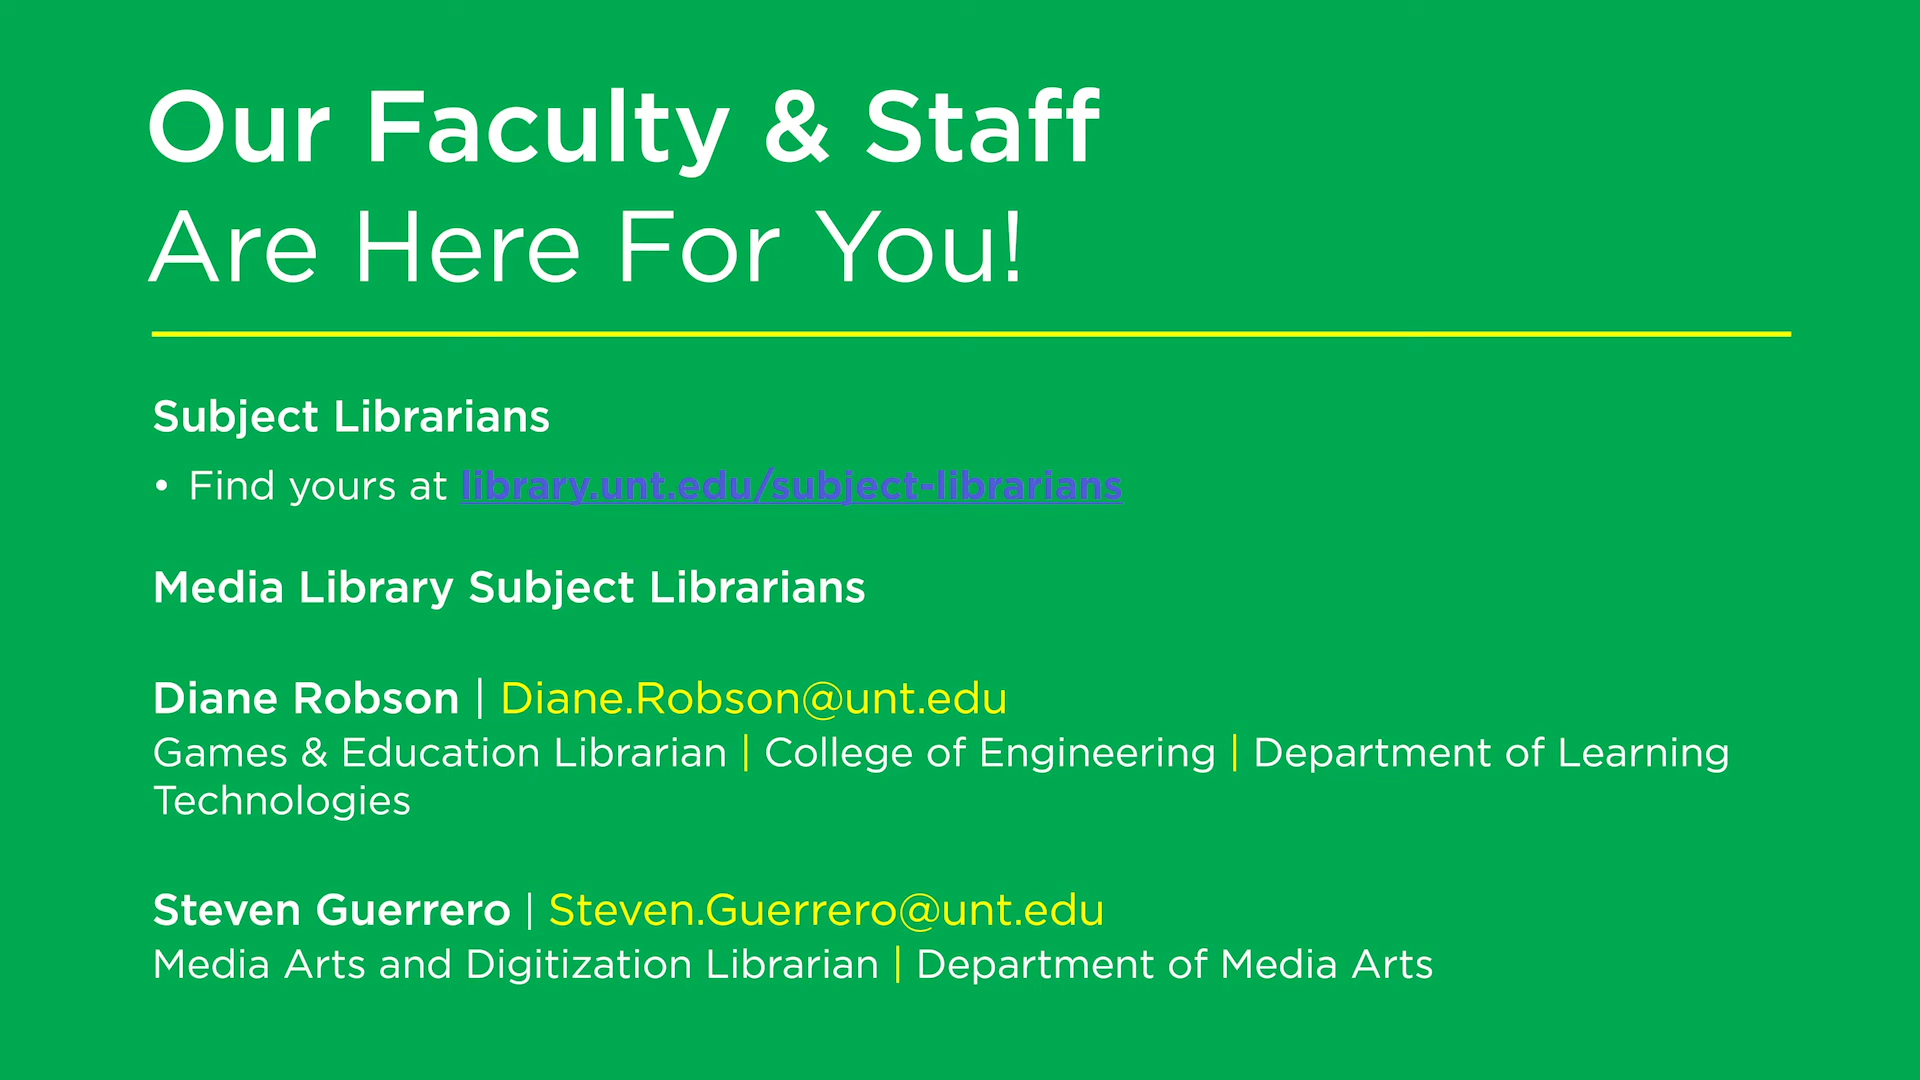 Our Faculty & Staff
Are Here For You!
Subject Librarians
• Find yours at library.unt.edu/subject-librarians
Media Library Subject Librarians
Diane Robson | Diane.Robson@unt.edu
Games & Education Librarian | College of Engineering | Department of Learning
Technologies
Steven Guerrero | Steven.Guerrero@unt.edu
Media Arts and Digitization Librarian | Department of Media Arts